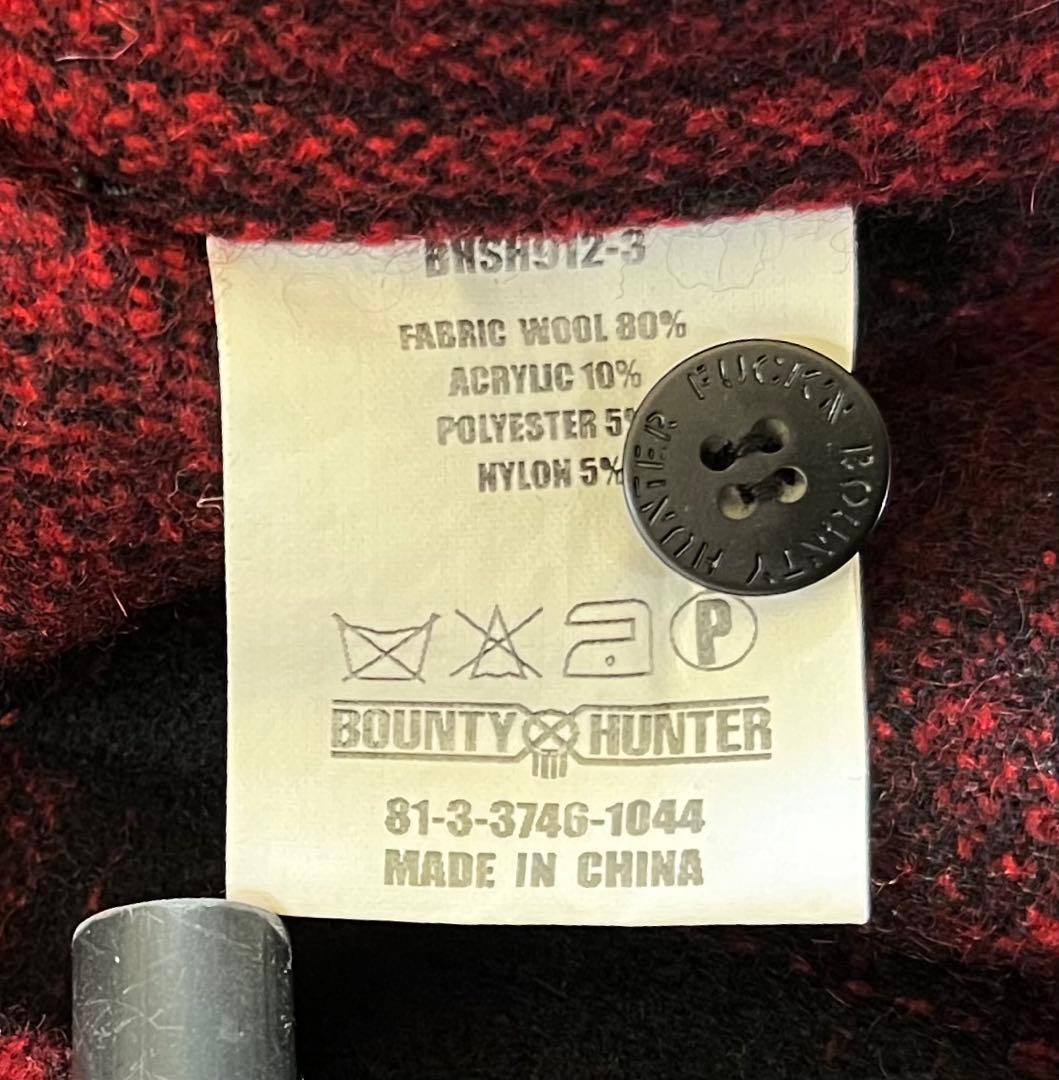 BHSH912-3
FABRIC WOOL 80%
ACRYLIC 10%
POLYESTER 5%
NYLON 5%
FUCK'N BOUNTY HUNTER
P
BOUNTY HUNTER
81-3-3746-1044
MADE IN CHINA